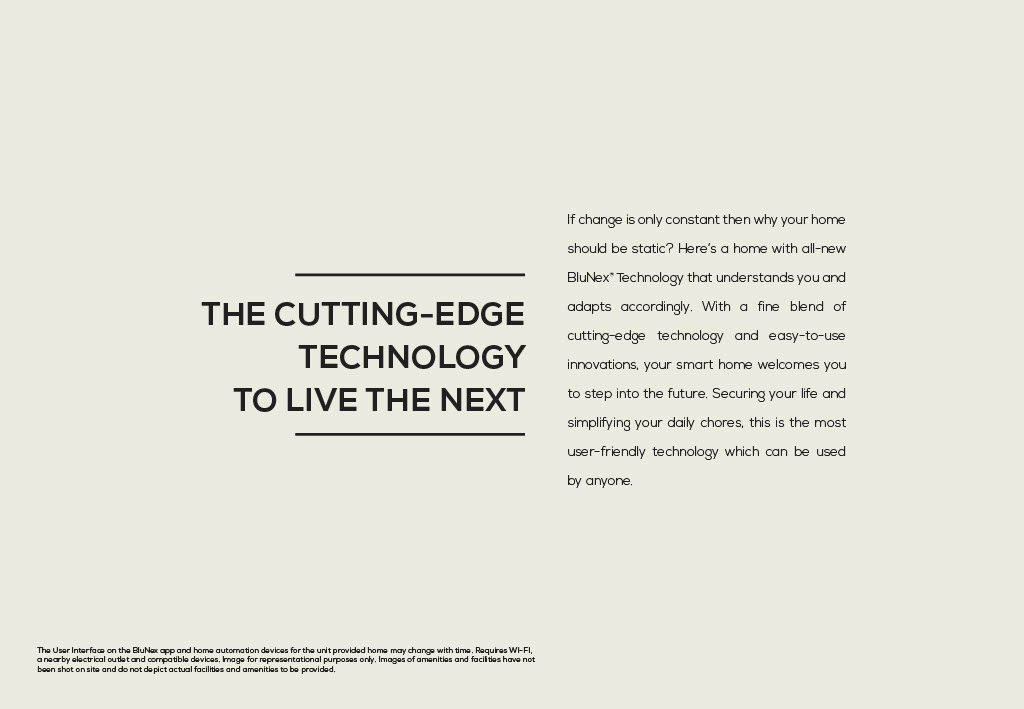 THE CUTTING-EDGE
TECHNOLOGY
TO LIVE THE NEXT
If change is only constant then why your home
should be static? Here's a home with all-new
BluNex* Technology that understands you and
adapts accordingly. With a fine blend of
cutting-edge technology and easy-to-use
innovations, your smart home welcomes you
to step into the future. Securing your life and
simplifying your daily chores, this is the most
user-friendly technology which can be used
by anyone.
The User Interface on the BluNex app and home automation devices for the unit provided home may change with time. Requires WI-FI,
a nearby electrical outlet and compatible devices. Image for representational purposes only. Images of amenities and facilities have not
been shot on site and do not depict actual facilities and amenities to be provided.